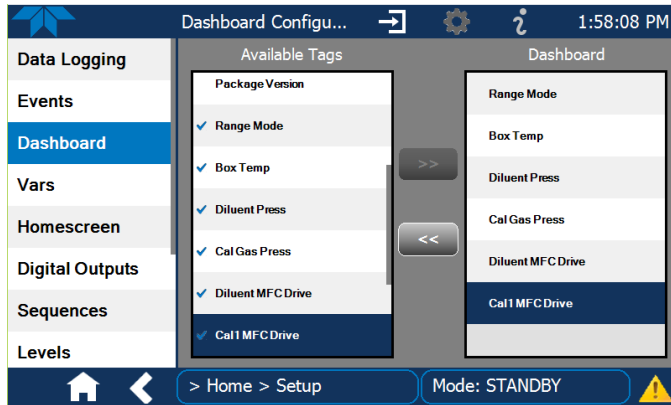 Dashboard Configu...
1:58:08 PM
Data Logging
Events
Dashboard
Vars
Homescreen
Digital Outputs
Sequences
Levels
Available Tags
Package Version
Range Mode
Box Temp
Diluent Press
Cal Gas Press
Diluent MFC Drive
Cal1 MFC Drive
>>
<<
Dashboard
Range Mode
Box Temp
Diluent Press
Cal Gas Press
Diluent MFC Drive
Cal1 MFC Drive
> Home > Setup
Mode: STANDBY